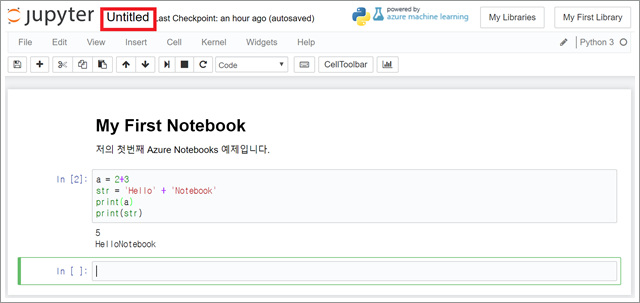 jupyter Untitled Last Checkpoint: an hour ago (autosaved) powered by azure machine learning My Libraries My First Library
File Edit View Insert Cell Kernel Widgets Help Python 3
Code CellToolbar
My First Notebook
저의 첫번째 Azure Notebooks 예제입니다.
In [2]: a = 2+3
str = 'Hello' + 'Notebook'
print(a)
print(str)
5
HelloNotebook
In [ ]: